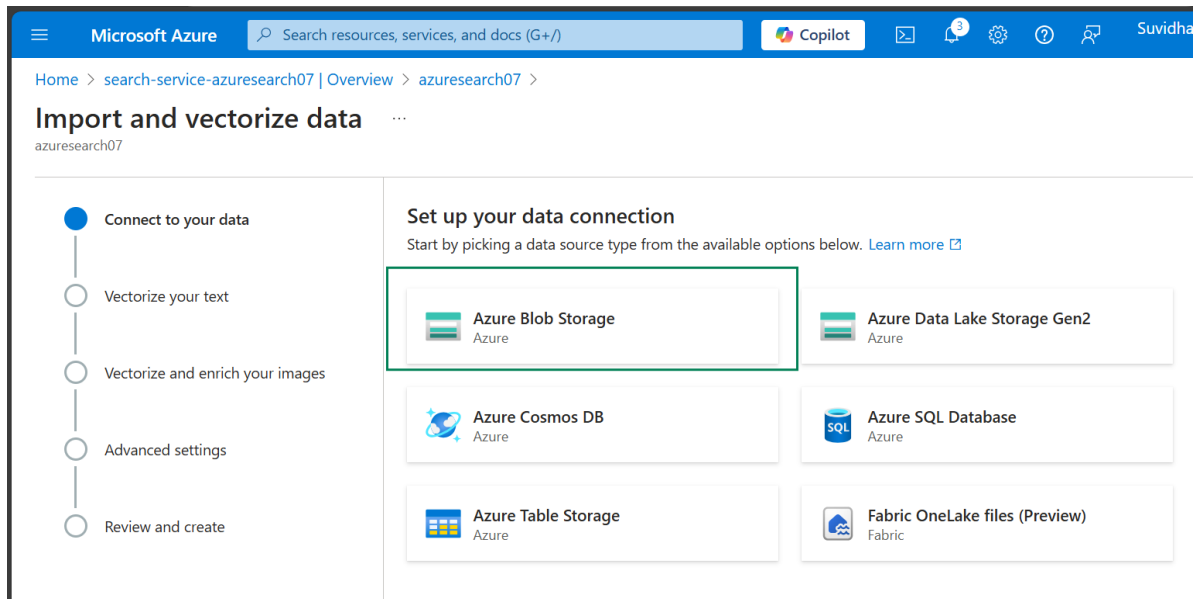 Microsoft Azure
Search resources, services, and docs (G+/)
Copilot
3
Suvidha
Home > search-service-azuresearch07 | Overview > azuresearch07 >
Import and vectorize data ...
azuresearch07
Connect to your data
Vectorize your text
Vectorize and enrich your images
Advanced settings
Review and create
Set up your data connection
Start by picking a data source type from the available options below. Learn more
Azure Blob Storage
Azure
Azure Data Lake Storage Gen2
Azure
Azure Cosmos DB
Azure
SQL
Azure SQL Database
Azure
Azure Table Storage
Azure
Fabric OneLake files (Preview)
Fabric